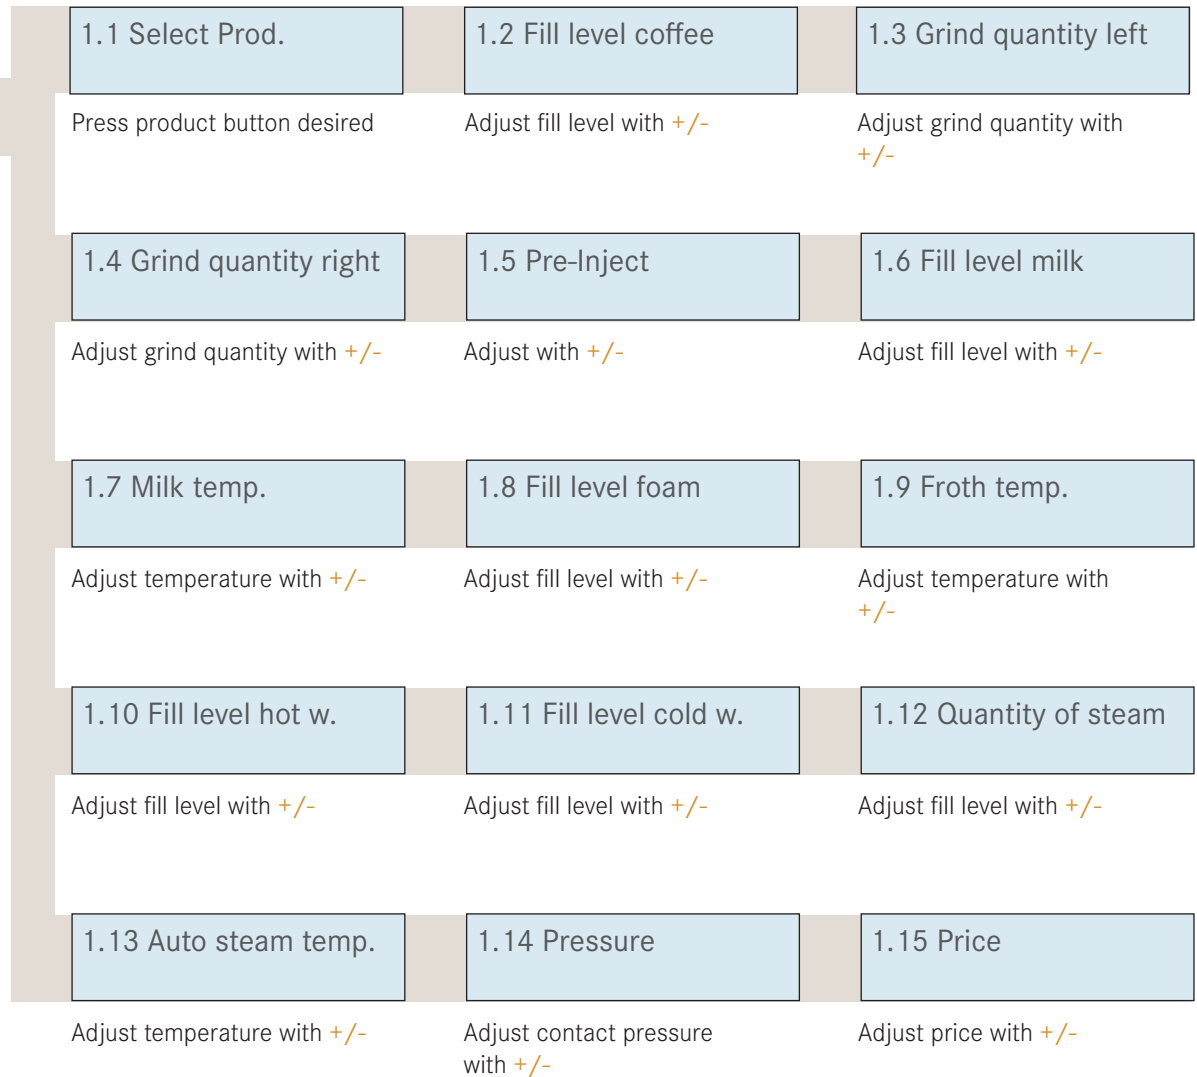 1.1 Select Prod.
Press product button desired
1.2 Fill level coffee
Adjust fill level with +/-
1.3 Grind quantity left
Adjust grind quantity with
+/-
1.4 Grind quantity right
Adjust grind quantity with +/-
1.5 Pre-Inject
Adjust with +/-
1.6 Fill level milk
Adjust fill level with +/-
1.7 Milk temp.
Adjust temperature with +/-
1.8 Fill level foam
Adjust fill level with +/-
1.9 Froth temp.
Adjust temperature with
+/-
1.10 Fill level hot w.
Adjust fill level with +/-
1.11 Fill level cold w.
Adjust fill level with +/-
1.12 Quantity of steam
Adjust fill level with +/-
1.13 Auto steam temp.
Adjust temperature with +/-
1.14 Pressure
Adjust contact pressure
with +/-
1.15 Price
Adjust price with +/-